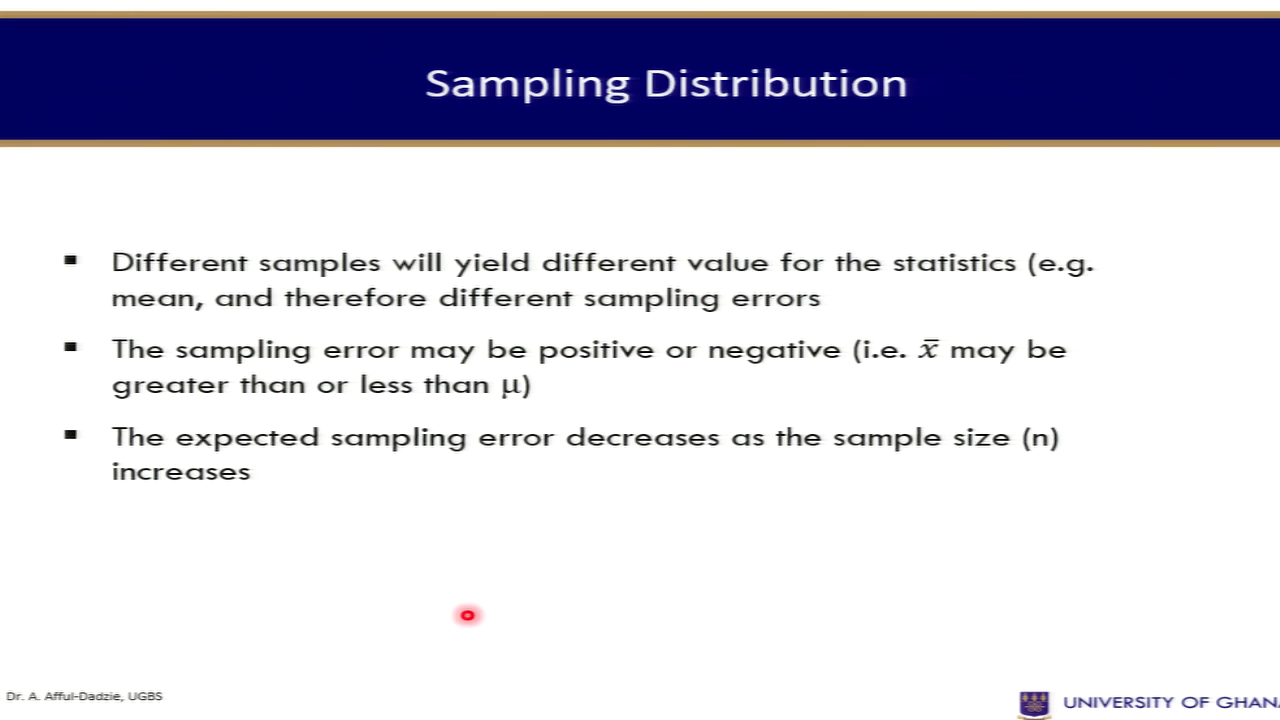 Sampling Distribution
▪ Different samples will yield different value for the statistics (e.g.
mean, and therefore different sampling errors
▪ The sampling error may be positive or negative (i.e. x̄ may be
greater than or less than μ)
▪ The expected sampling error decreases as the sample size (n)
increases
Dr. A. Afful-Dadzie, UGBS
UNIVERSITY OF GHAN